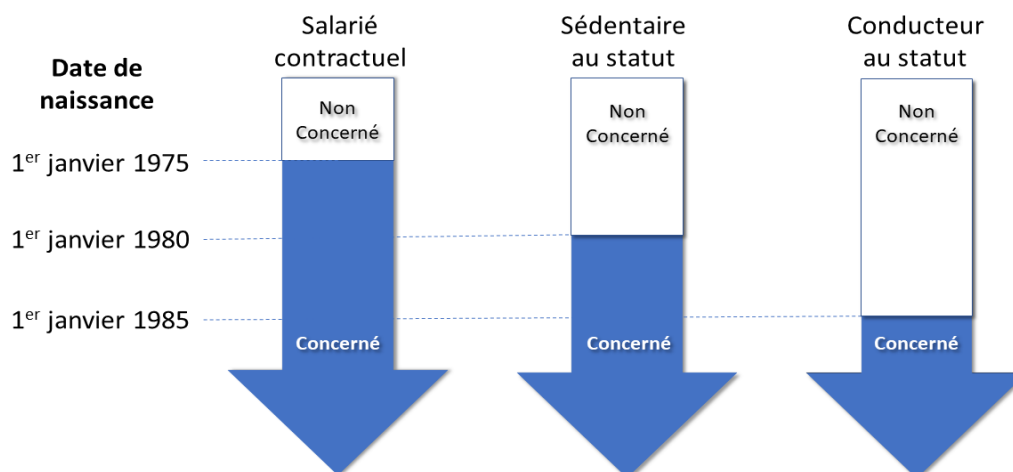 Salarié
contractuel
Sédentaire
au statut
Conducteur
au statut
Date de
naissance
Non
Concerné
Non
Concerné
Non
Concerné
1er janvier 1975
1er janvier 1980
1er janvier 1985
Concerné
Concerné
Concerné